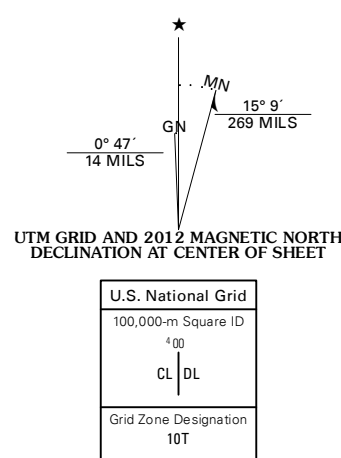 ★
MN
GN
15° 9´
269 MILS
0° 47´
14 MILS
UTM GRID AND 2012 MAGNETIC NORTH
DECLINATION AT CENTER OF SHEET
U.S. National Grid
100,000-m Square ID
⁴00
CL DL
Grid Zone Designation
10T